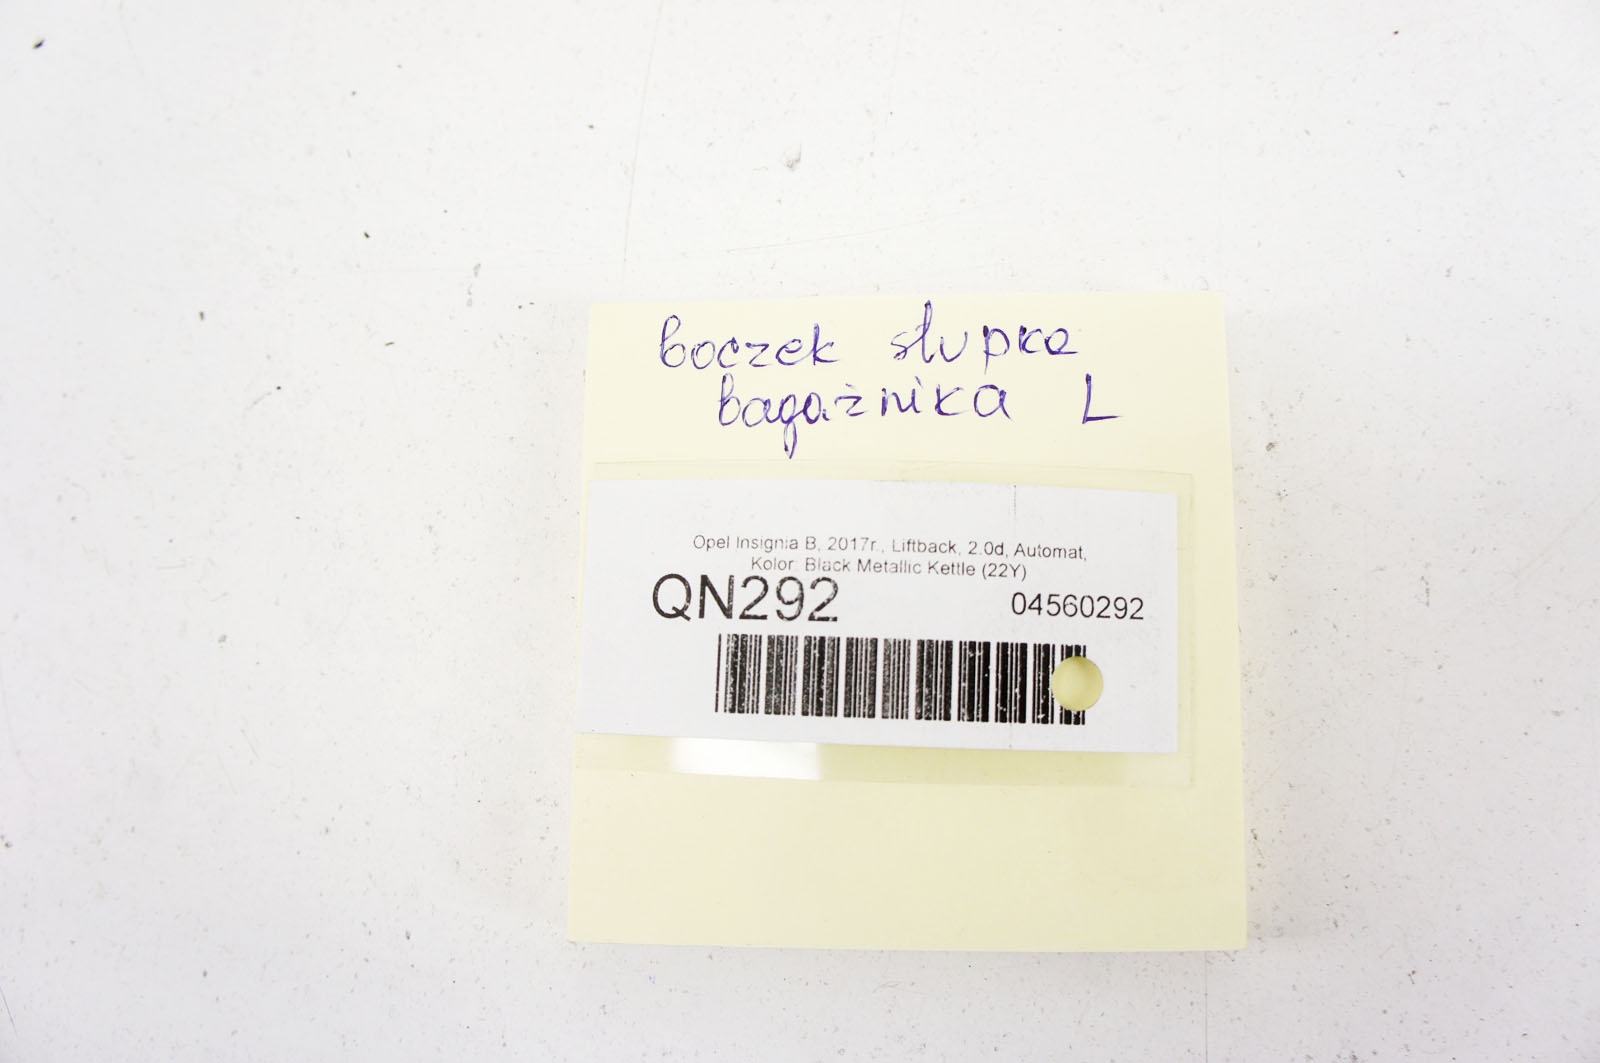 boczek słupka
bagażnika L
Opel Insignia B, 2017r., Liftback, 2.0d, Automat,
Kolor: Black Metallic Kettle (22Y)
QN292 04560292